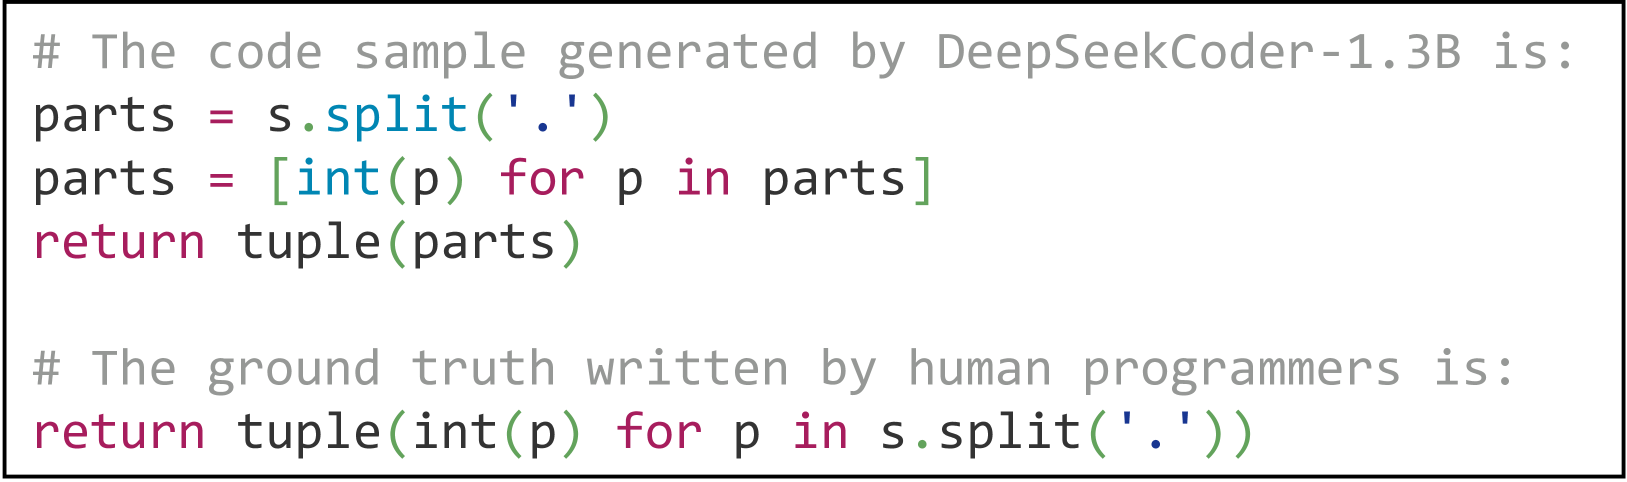 # The code sample generated by DeepSeekCoder-1.3B is:
parts = s.split('.')
parts = [int(p) for p in parts]
return tuple(parts)
# The ground truth written by human programmers is:
return tuple(int(p) for p in s.split('.'))